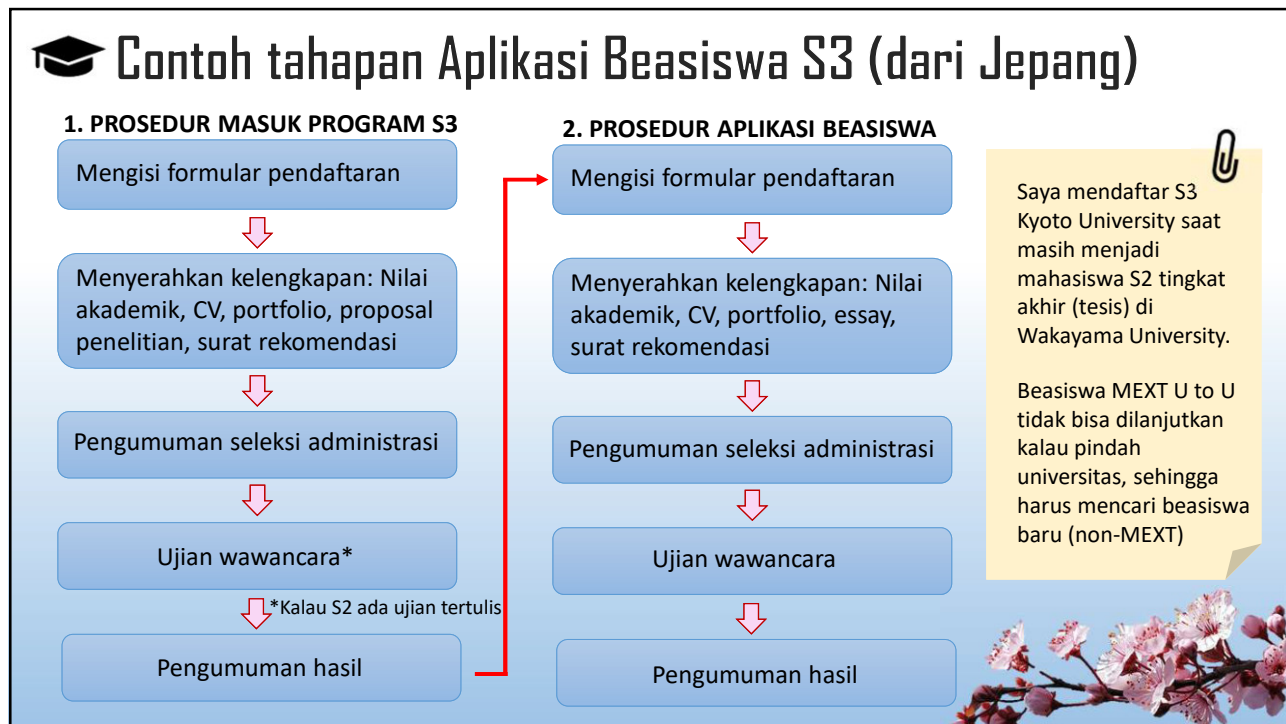 Contoh tahapan Aplikasi Beasiswa S3 (dari Jepang)
1. PROSEDUR MASUK PROGRAM S3
Mengisi formular pendaftaran
Menyerahkan kelengkapan: Nilai
akademik, CV, portfolio, proposal
penelitian, surat rekomendasi
Pengumuman seleksi administrasi
Ujian wawancara*
*Kalau S2 ada ujian tertulis
Pengumuman hasil
2. PROSEDUR APLIKASI BEASISWA
Mengisi formular pendaftaran
Menyerahkan kelengkapan: Nilai
akademik, CV, portfolio, essay,
surat rekomendasi
Pengumuman seleksi administrasi
Ujian wawancara
Pengumuman hasil
Saya mendaftar S3
Kyoto University saat
masih menjadi
mahasiswa S2 tingkat
akhir (tesis) di
Wakayama University.
Beasiswa MEXT U to U
tidak bisa dilanjutkan
kalau pindah
universitas, sehingga
harus mencari beasiswa
baru (non-MEXT)